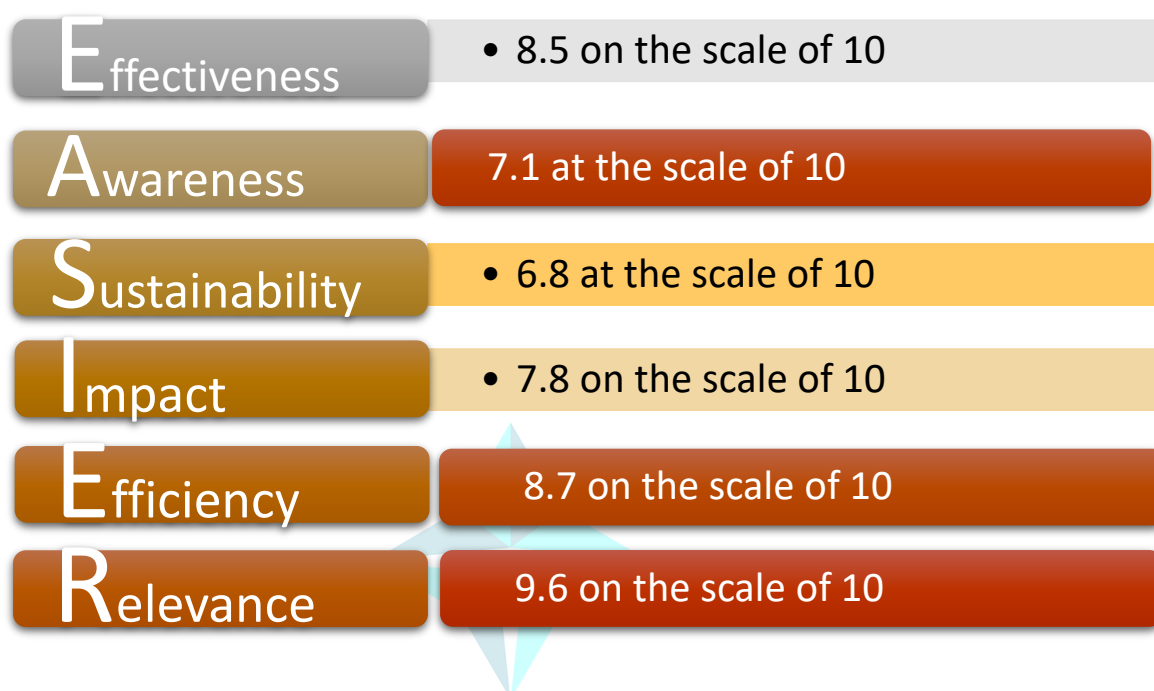 Effectiveness
• 8.5 on the scale of 10
Awareness
7.1 at the scale of 10
Sustainability
• 6.8 at the scale of 10
Impact
• 7.8 on the scale of 10
Efficiency
8.7 on the scale of 10
Relevance
9.6 on the scale of 10